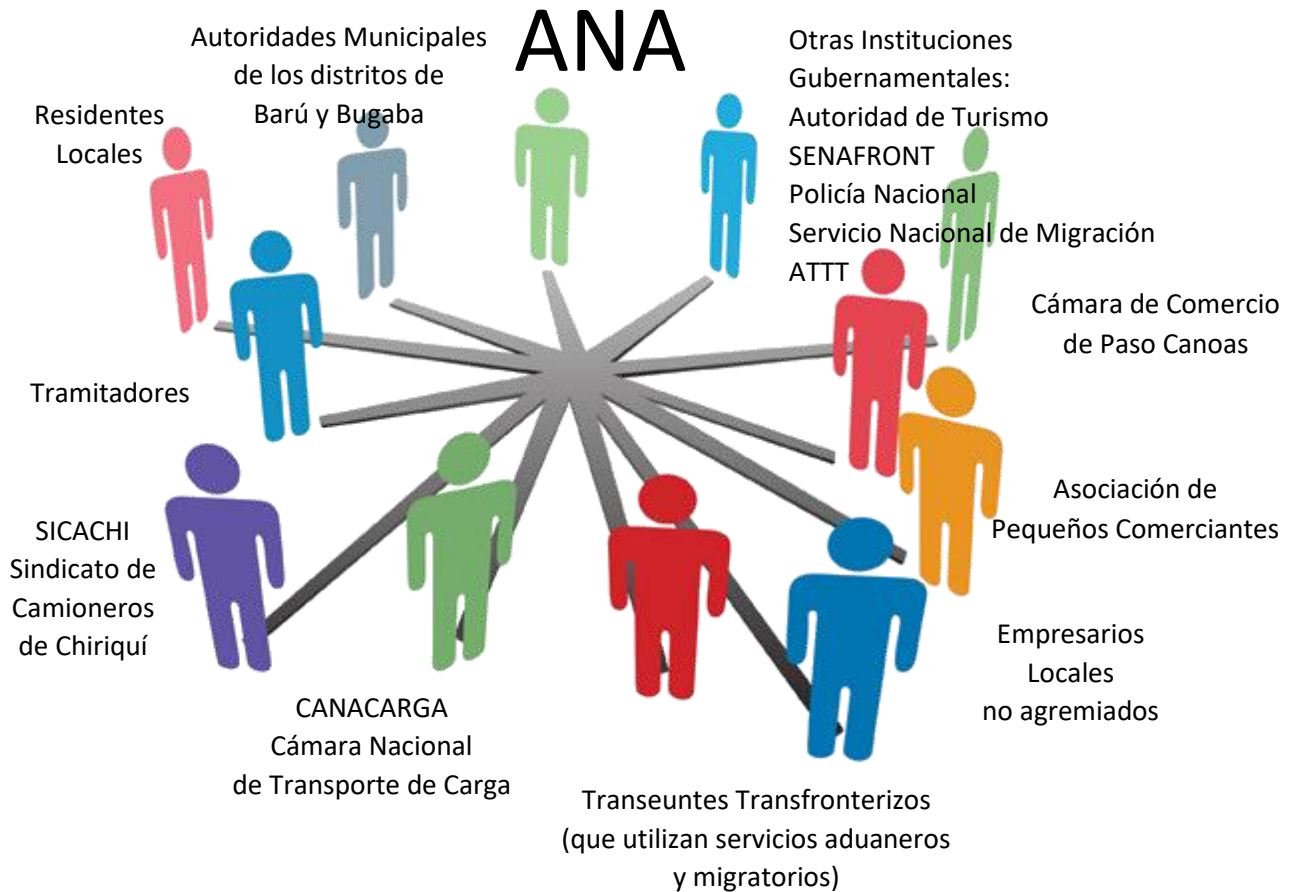 ANA
Autoridades Municipales
de los distritos de
Barú y Bugaba
Otras Instituciones
Gubernamentales:
Autoridad de Turismo
SENAFRONT
Policía Nacional
Servicio Nacional de Migración
ATTT
Residentes
Locales
Cámara de Comercio
de Paso Canoas
Tramitadores
Asociación de
Pequeños Comerciantes
SICACHI
Sindicato de
Camioneros
de Chiriquí
Empresarios
Locales
no agremiados
CANACARGA
Cámara Nacional
de Transporte de Carga
Transeuntes Transfronterizos
(que utilizan servicios aduaneros
y migratorios)